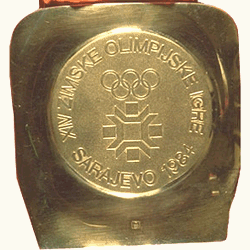 XIV ZIMSKE OLIMPIJSKE IGRE
SARAJEVO 1984